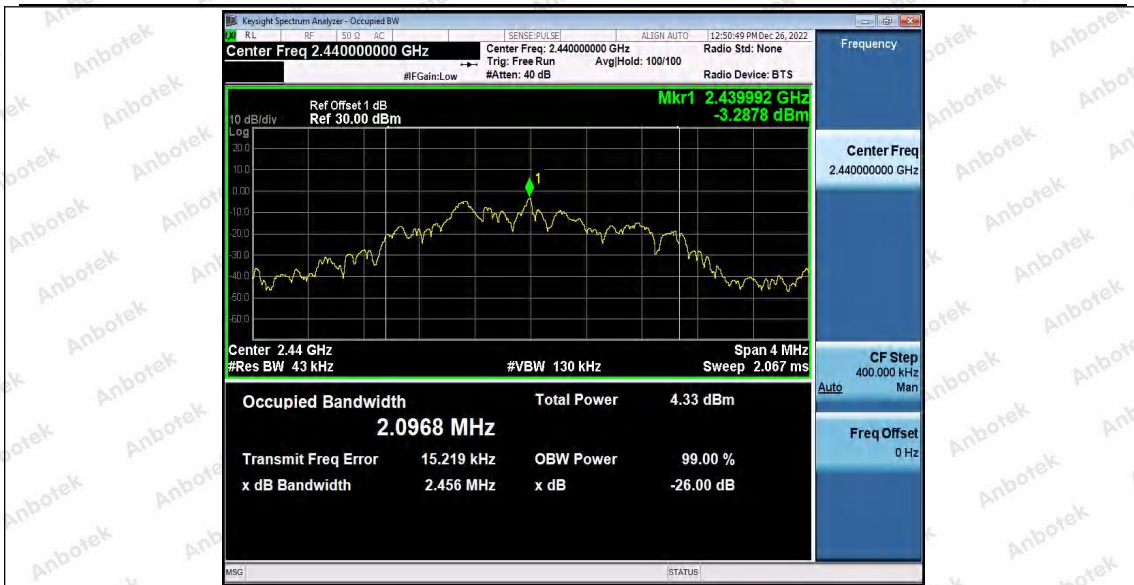 Keysight Spectrum Analyzer - Occupied BW
RL RF 50 Ω AC SENSE:PULSE ALIGN AUTO 12:50:49 PM Dec 26, 2022
Center Freq 2.440000000 GHz
Center Freq: 2.440000000 GHz Radio Std: None
Trig: Free Run Avg|Hold: 100/100
#IFGain:Low #Atten: 40 dB Radio Device: BTS
Frequency
Mkr1 2.439992 GHz
-3.2878 dBm
Ref Offset 1 dB
10 dB/div Ref 30.00 dBm
Log
20.0
10.0
0.00
-10.0
-20.0
-30.0
-40.0
-50.0
-60.0
1
Center 2.44 GHz Span 4 MHz
#Res BW 43 kHz #VBW 130 kHz Sweep 2.067 ms
Occupied Bandwidth Total Power 4.33 dBm
2.0968 MHz
Transmit Freq Error 15.219 kHz OBW Power 99.00 %
x dB Bandwidth 2.456 MHz x dB -26.00 dB
Center Freq
2.440000000 GHz
CF Step
400.000 kHz
Auto Man
Freq Offset
0 Hz
MSG STATUS
Anbotek